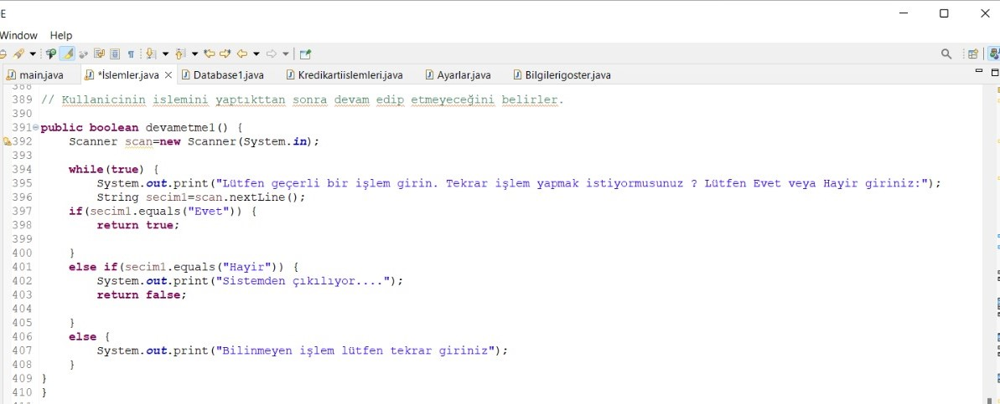 E
Window Help
main.java *İslemler.java Database1.java Kredikartiislemleri.java Ayarlar.java Bilgilerigoster.java
388
389 // Kullanicinin islemini yaptıkttan sonra devam edip etmeyeceğini belirler.
390
391 public boolean devametme1() {
392 Scanner scan=new Scanner(System.in);
393
394 while(true) {
395 System.out.print("Lütfen geçerli bir işlem girin. Tekrar işlem yapmak istiyormusunuz ? Lütfen Evet veya Hayir giriniz:");
396 String secim1=scan.nextLine();
397 if(secim1.equals("Evet")) {
398 return true;
399
400 }
401 else if(secim1.equals("Hayir")) {
402 System.out.print("Sistemden çıkılıyor....");
403 return false;
404
405 }
406 else {
407 System.out.print("Bilinmeyen işlem lütfen tekrar giriniz");
408 }
409 }
410 }